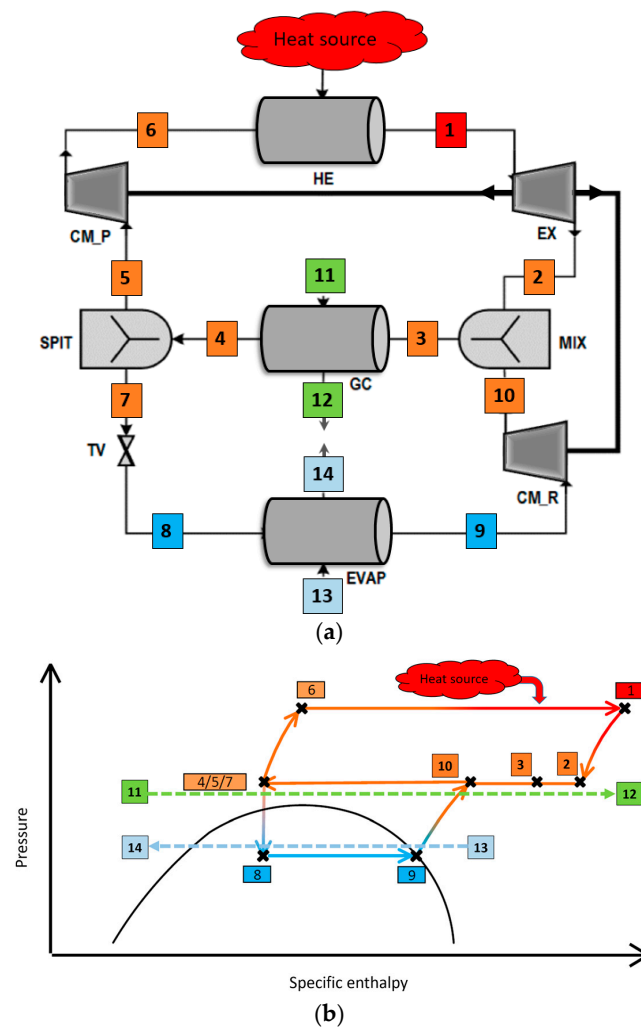 Heat source
6
1
HE
CM_P
EX
5
11
2
SPIT
4
3
MIX
GC
7
12
10
TV
14
CM_R
8
9
EVAP
13
(a)
6
Heat source
1
4/5/7
10
3
2
11
12
14
13
8
9
Pressure
Specific enthalpy
(b)